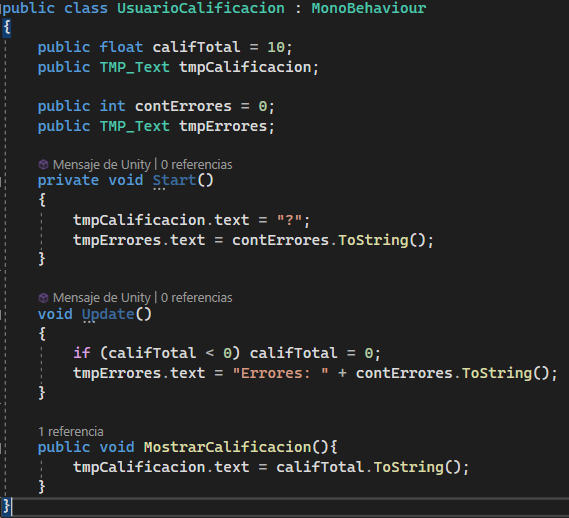 public class UsuarioCalificacion : MonoBehaviour
{
public float califTotal = 10;
public TMP_Text tmpCalificacion;
public int contErrores = 0;
public TMP_Text tmpErrores;
Mensaje de Unity | 0 referencias
private void Start()
{
tmpCalificacion.text = "?";
tmpErrores.text = contErrores.ToString();
}
Mensaje de Unity | 0 referencias
void Update()
{
if (califTotal < 0) califTotal = 0;
tmpErrores.text = "Errores: " + contErrores.ToString();
}
1 referencia
public void MostrarCalificacion(){
tmpCalificacion.text = califTotal.ToString();
}
}